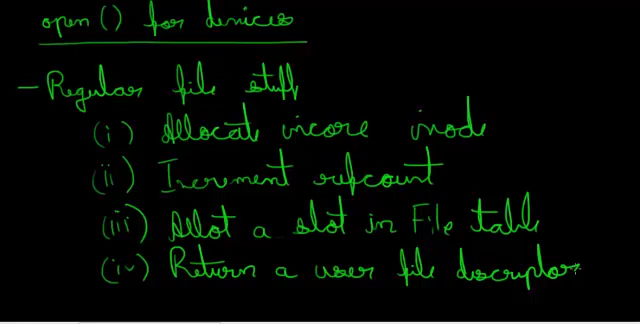 open () for devices
- Regular file stuff
(i) Allocate incore inode
(ii) Increment refcount
(iii) Allot a slot in File table
(iv) Return a user file descriptor